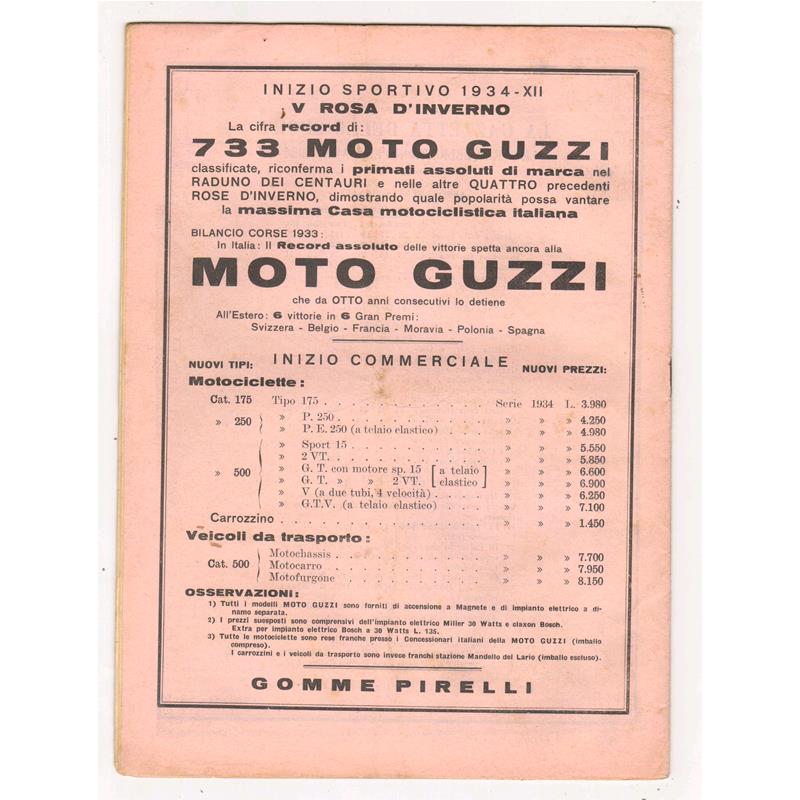 INIZIO SPORTIVO 1934-XII
V ROSA D'INVERNO
La cifra record di:
733 MOTO GUZZI
classificate, riconferma i primati assoluti di marca nel
RADUNO DEI CENTAURI e nelle altre QUATTRO precedenti
ROSE D'INVERNO, dimostrando quale popolarità possa vantare
la massima Casa motociclistica italiana
BILANCIO CORSE 1933:
In Italia: Il Record assoluto delle vittorie spetta ancora alla
MOTO GUZZI
che da OTTO anni consecutivi lo detiene
All'Estero: 6 vittorie in 6 Gran Premi:
Svizzera - Belgio - Francia - Moravia - Polonia - Spagna
NUOVI TIPI: INIZIO COMMERCIALE NUOVI PREZZI:
Motociclette:
Cat. 175 Tipo 175 . . . . . . . . . . . . Serie 1934 L. 3.980
» 250 » P. 250 . . . . . . . . . . . . » » » 4.250
» P. E. 250 (a telaio elastico) . . . . » » » 4.980
» Sport 15 . . . . . . . . . . . . » » » 5.550
» 2 VT. . . . . . . . . . . . . » » » 5.850
» 500 » G. T. con motore sp. 15 [a telaio » » » 6.600
» G. T. » » 2 VT. elastico] » » » 6.900
» V (a due tubi, 4 velocità) . . . . . » » » 6.250
» G.T.V. (a telaio elastico) . . . . . » » » 7.100
Carrozzino . . . . . . . . . . . . » » » 1.450
Veicoli da trasporto:
Motochassis . . . . . . . . . . . . » » » 7.700
Cat. 500 Motocarro . . . . . . . . . . . . » » » 7.950
Motofurgone . . . . . . . . . . . . » » » 8.150
OSSERVAZIONI:
1) Tutti i modelli MOTO GUZZI sono forniti di accensione a Magnete e di impianto elettrico a di-
namo separata.
2) I prezzi suesposti sono comprensivi dell'impianto elettrico Miller 30 Watts e claxon Bosch.
Extra per impianto elettrico Bosch a 30 Watts L. 135.
3) Tutte le motociclette sono rese franche presso i Concessionari italiani della MOTO GUZZI (imballo
compreso).
I carrozzini e i veicoli da trasporto sono invece franchi stazione Mandello del Lario (imballo escluso).
GOMME PIRELLI